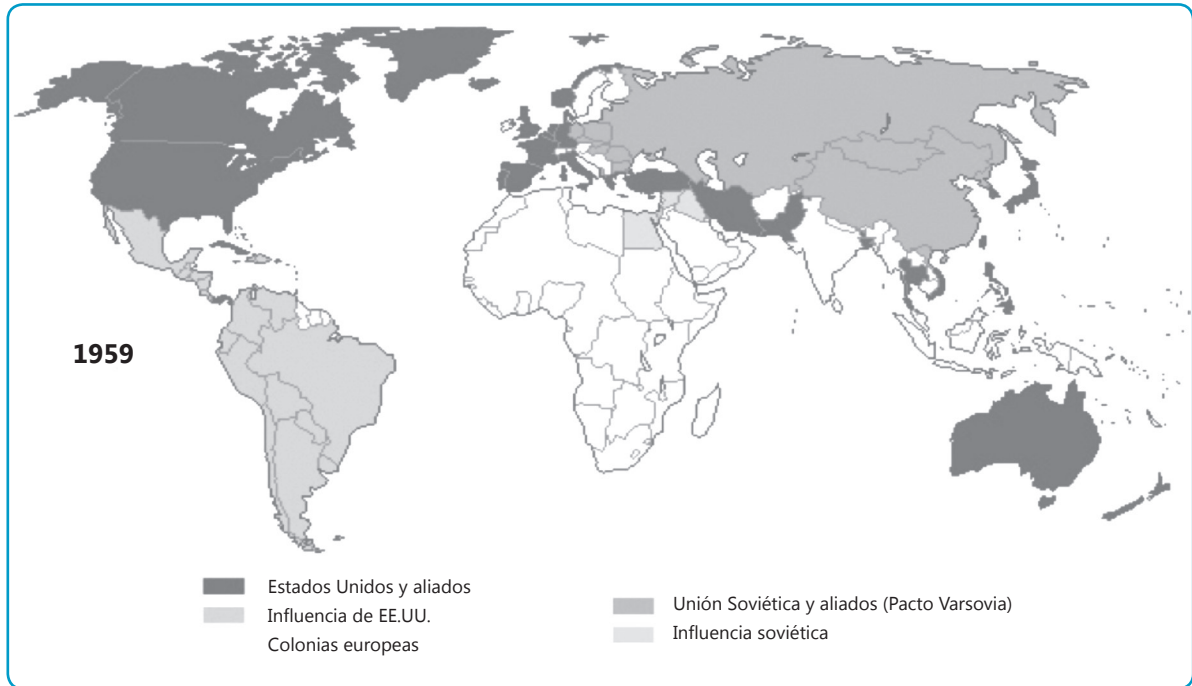 1959
Estados Unidos y aliados
Influencia de EE.UU.
Colonias europeas
Unión Soviética y aliados (Pacto Varsovia)
Influencia soviética